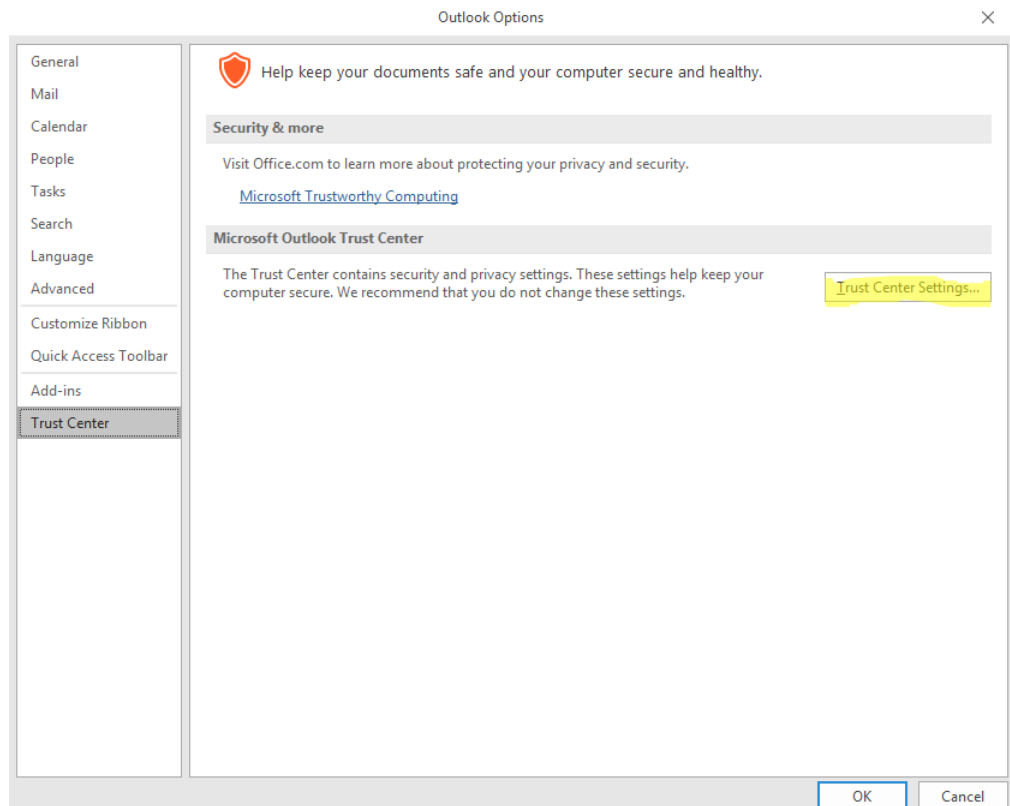 Outlook Options
General
Mail
Calendar
People
Tasks
Search
Language
Advanced
Customize Ribbon
Quick Access Toolbar
Add-ins
Trust Center
Help keep your documents safe and your computer secure and healthy.
Security & more
Visit Office.com to learn more about protecting your privacy and security.
Microsoft Trustworthy Computing
Microsoft Outlook Trust Center
The Trust Center contains security and privacy settings. These settings help keep your
computer secure. We recommend that you do not change these settings.
Trust Center Settings...
OK
Cancel